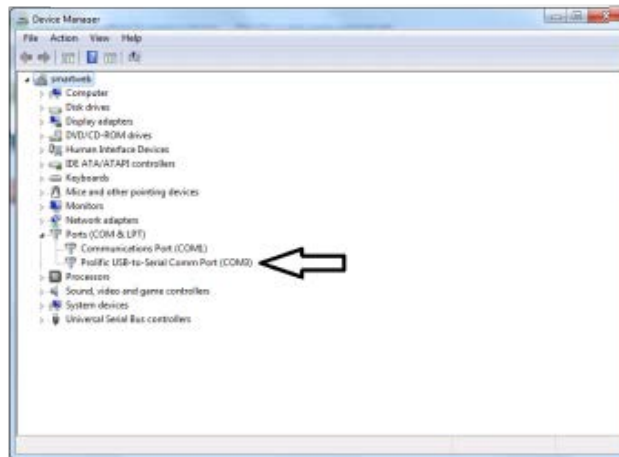 Device Manager
File Action View Help
smartweb
Computer
Disk drives
Display adapters
DVD/CD-ROM drives
Human Interface Devices
IDE ATA/ATAPI controllers
Keyboards
Mice and other pointing devices
Monitors
Network adapters
Ports (COM & LPT)
Communications Port (COM1)
Prolific USB-to-Serial Comm Port (COM3)
Processors
Sound, video and game controllers
System devices
Universal Serial Bus controllers